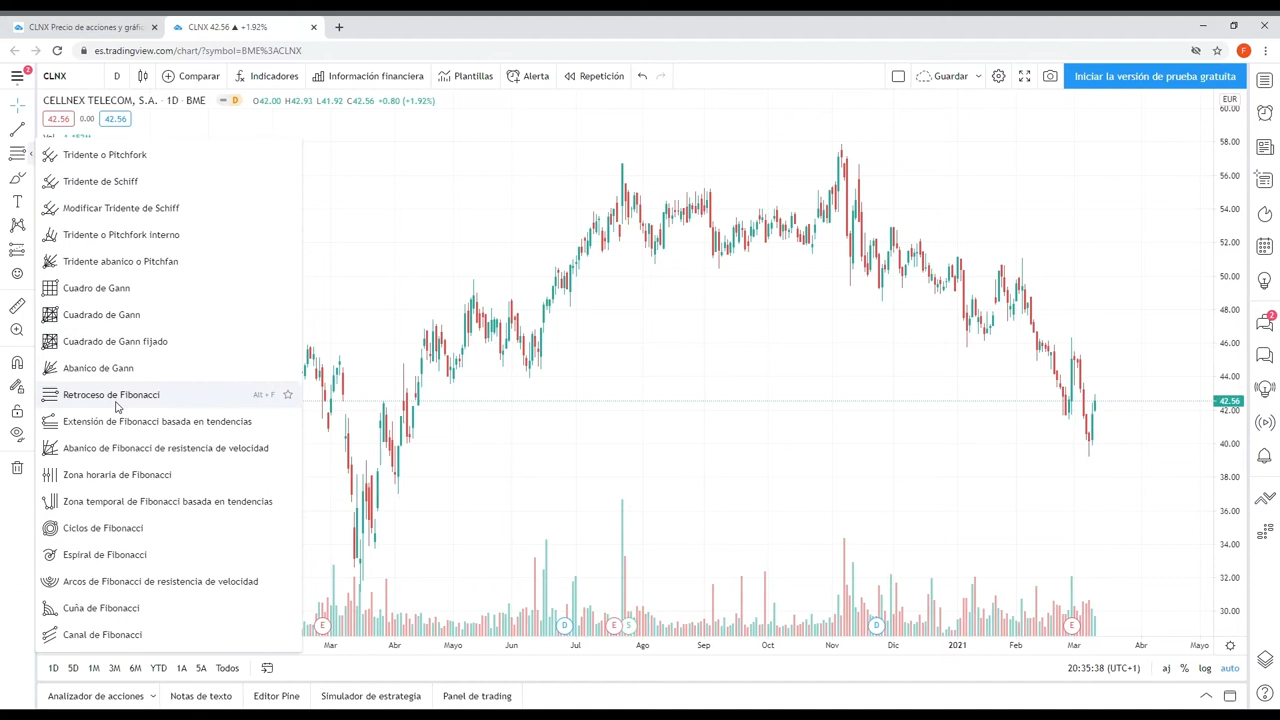 CLNX Precio de acciones y gráfic
CLNX 42.56 ▲ +1.92%
es.tradingview.com/chart/?symbol=BME%3ACLNX
F
2
CLNX
D
Comparar
Indicadores
Información financiera
Plantillas
Alerta
Repetición
Guardar
Iniciar la versión de prueba gratuita
CELLNEX TELECOM, S.A. · 1D · BME
D
O42.00 H42.93 L41.92 C42.56 +0.80 (+1.92%)
42.56 0.00 42.56
EUR
60.00
58.00
56.00
54.00
52.00
50.00
48.00
46.00
44.00
42.56
42.00
40.00
38.00
36.00
34.00
32.00
30.00
Tridente o Pitchfork
Tridente de Schiff
Modificar Tridente de Schiff
Tridente o Pitchfork interno
Tridente abanico o Pitchfan
Cuadro de Gann
Cuadrado de Gann
Cuadrado de Gann fijado
Abanico de Gann
Retroceso de Fibonacci Alt + F
Extensión de Fibonacci basada en tendencias
Abanico de Fibonacci de resistencia de velocidad
Zona horaria de Fibonacci
Zona temporal de Fibonacci basada en tendencias
Ciclos de Fibonacci
Espiral de Fibonacci
Arcos de Fibonacci de resistencia de velocidad
Cuña de Fibonacci
Canal de Fibonacci
2
E D E S D E
Mar Abr Mayo Jun Jul Ago Sep Oct Nov Dic 2021 Feb Mar Abr Mayo
1D 5D 1M 3M 6M YTD 1A 5A Todos
20:35:38 (UTC+1) aj % log auto
Analizador de acciones Notas de texto Editor Pine Simulador de estrategia Panel de trading